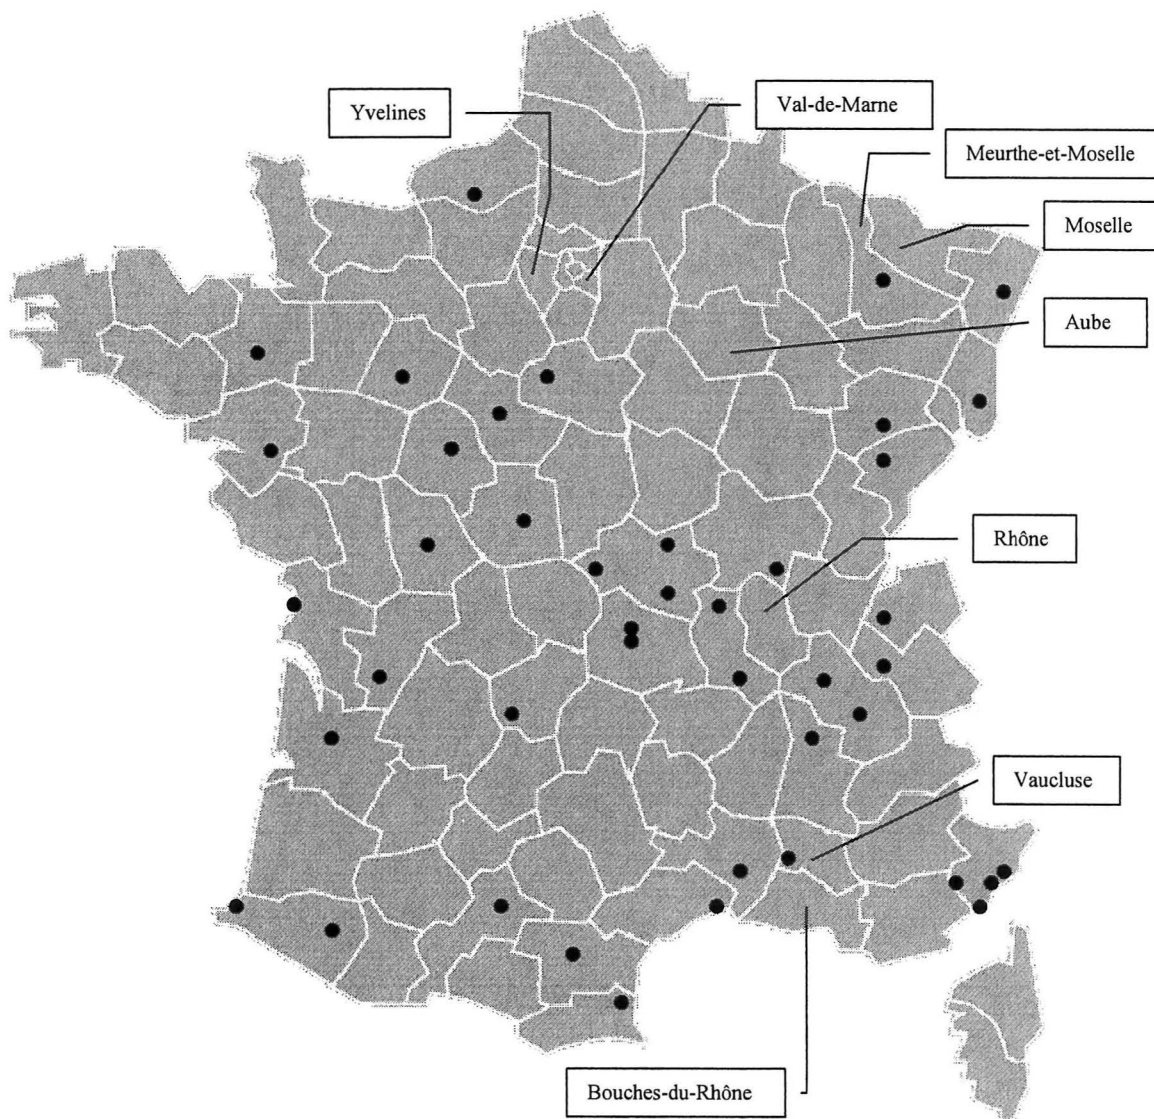 Yvelines
Val-de-Marne
Meurthe-et-Moselle
Moselle
Aube
Rhône
Vaucluse
Bouches-du-Rhône